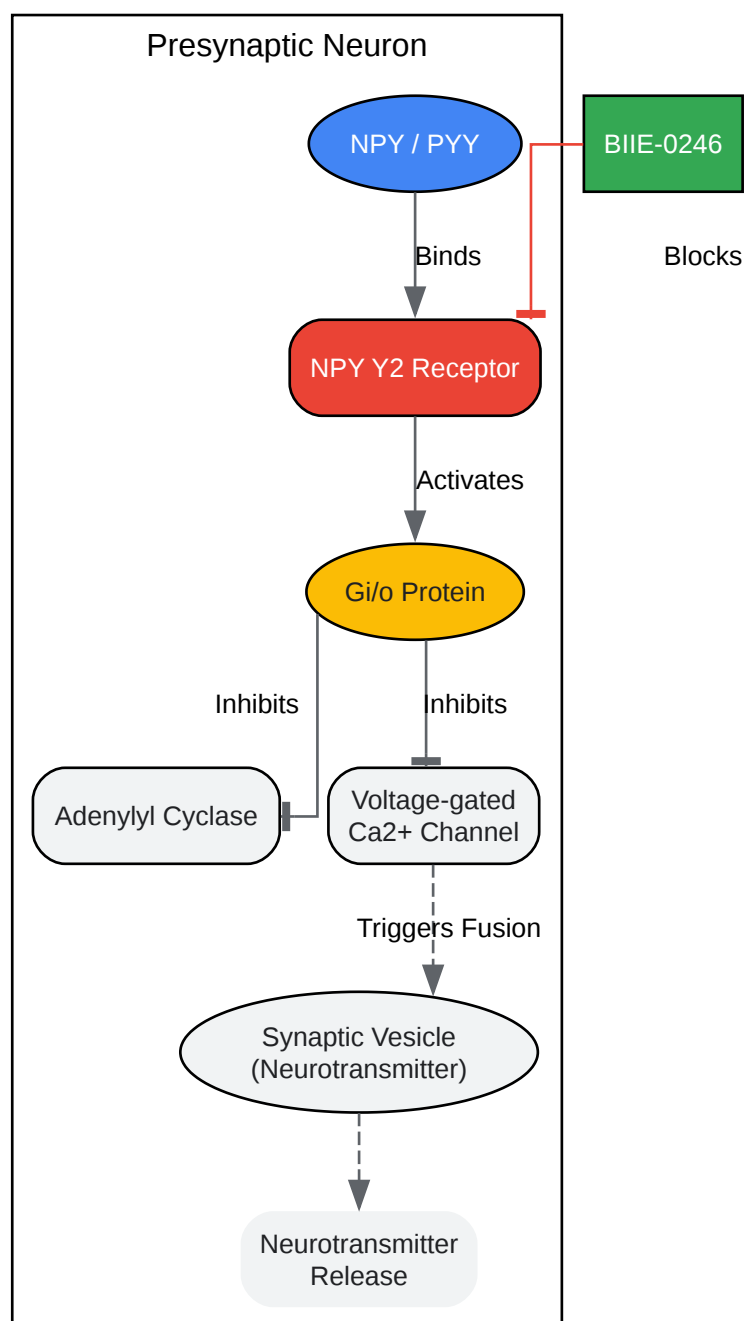 Presynaptic Neuron
NPY / PYY
BIIE-0246
Binds
Blocks
NPY Y2 Receptor
Activates
Gi/o Protein
Inhibits
Inhibits
Adenylyl Cyclase
Voltage-gated
Ca2+ Channel
Triggers Fusion
Synaptic Vesicle
(Neurotransmitter)
Neurotransmitter
Release